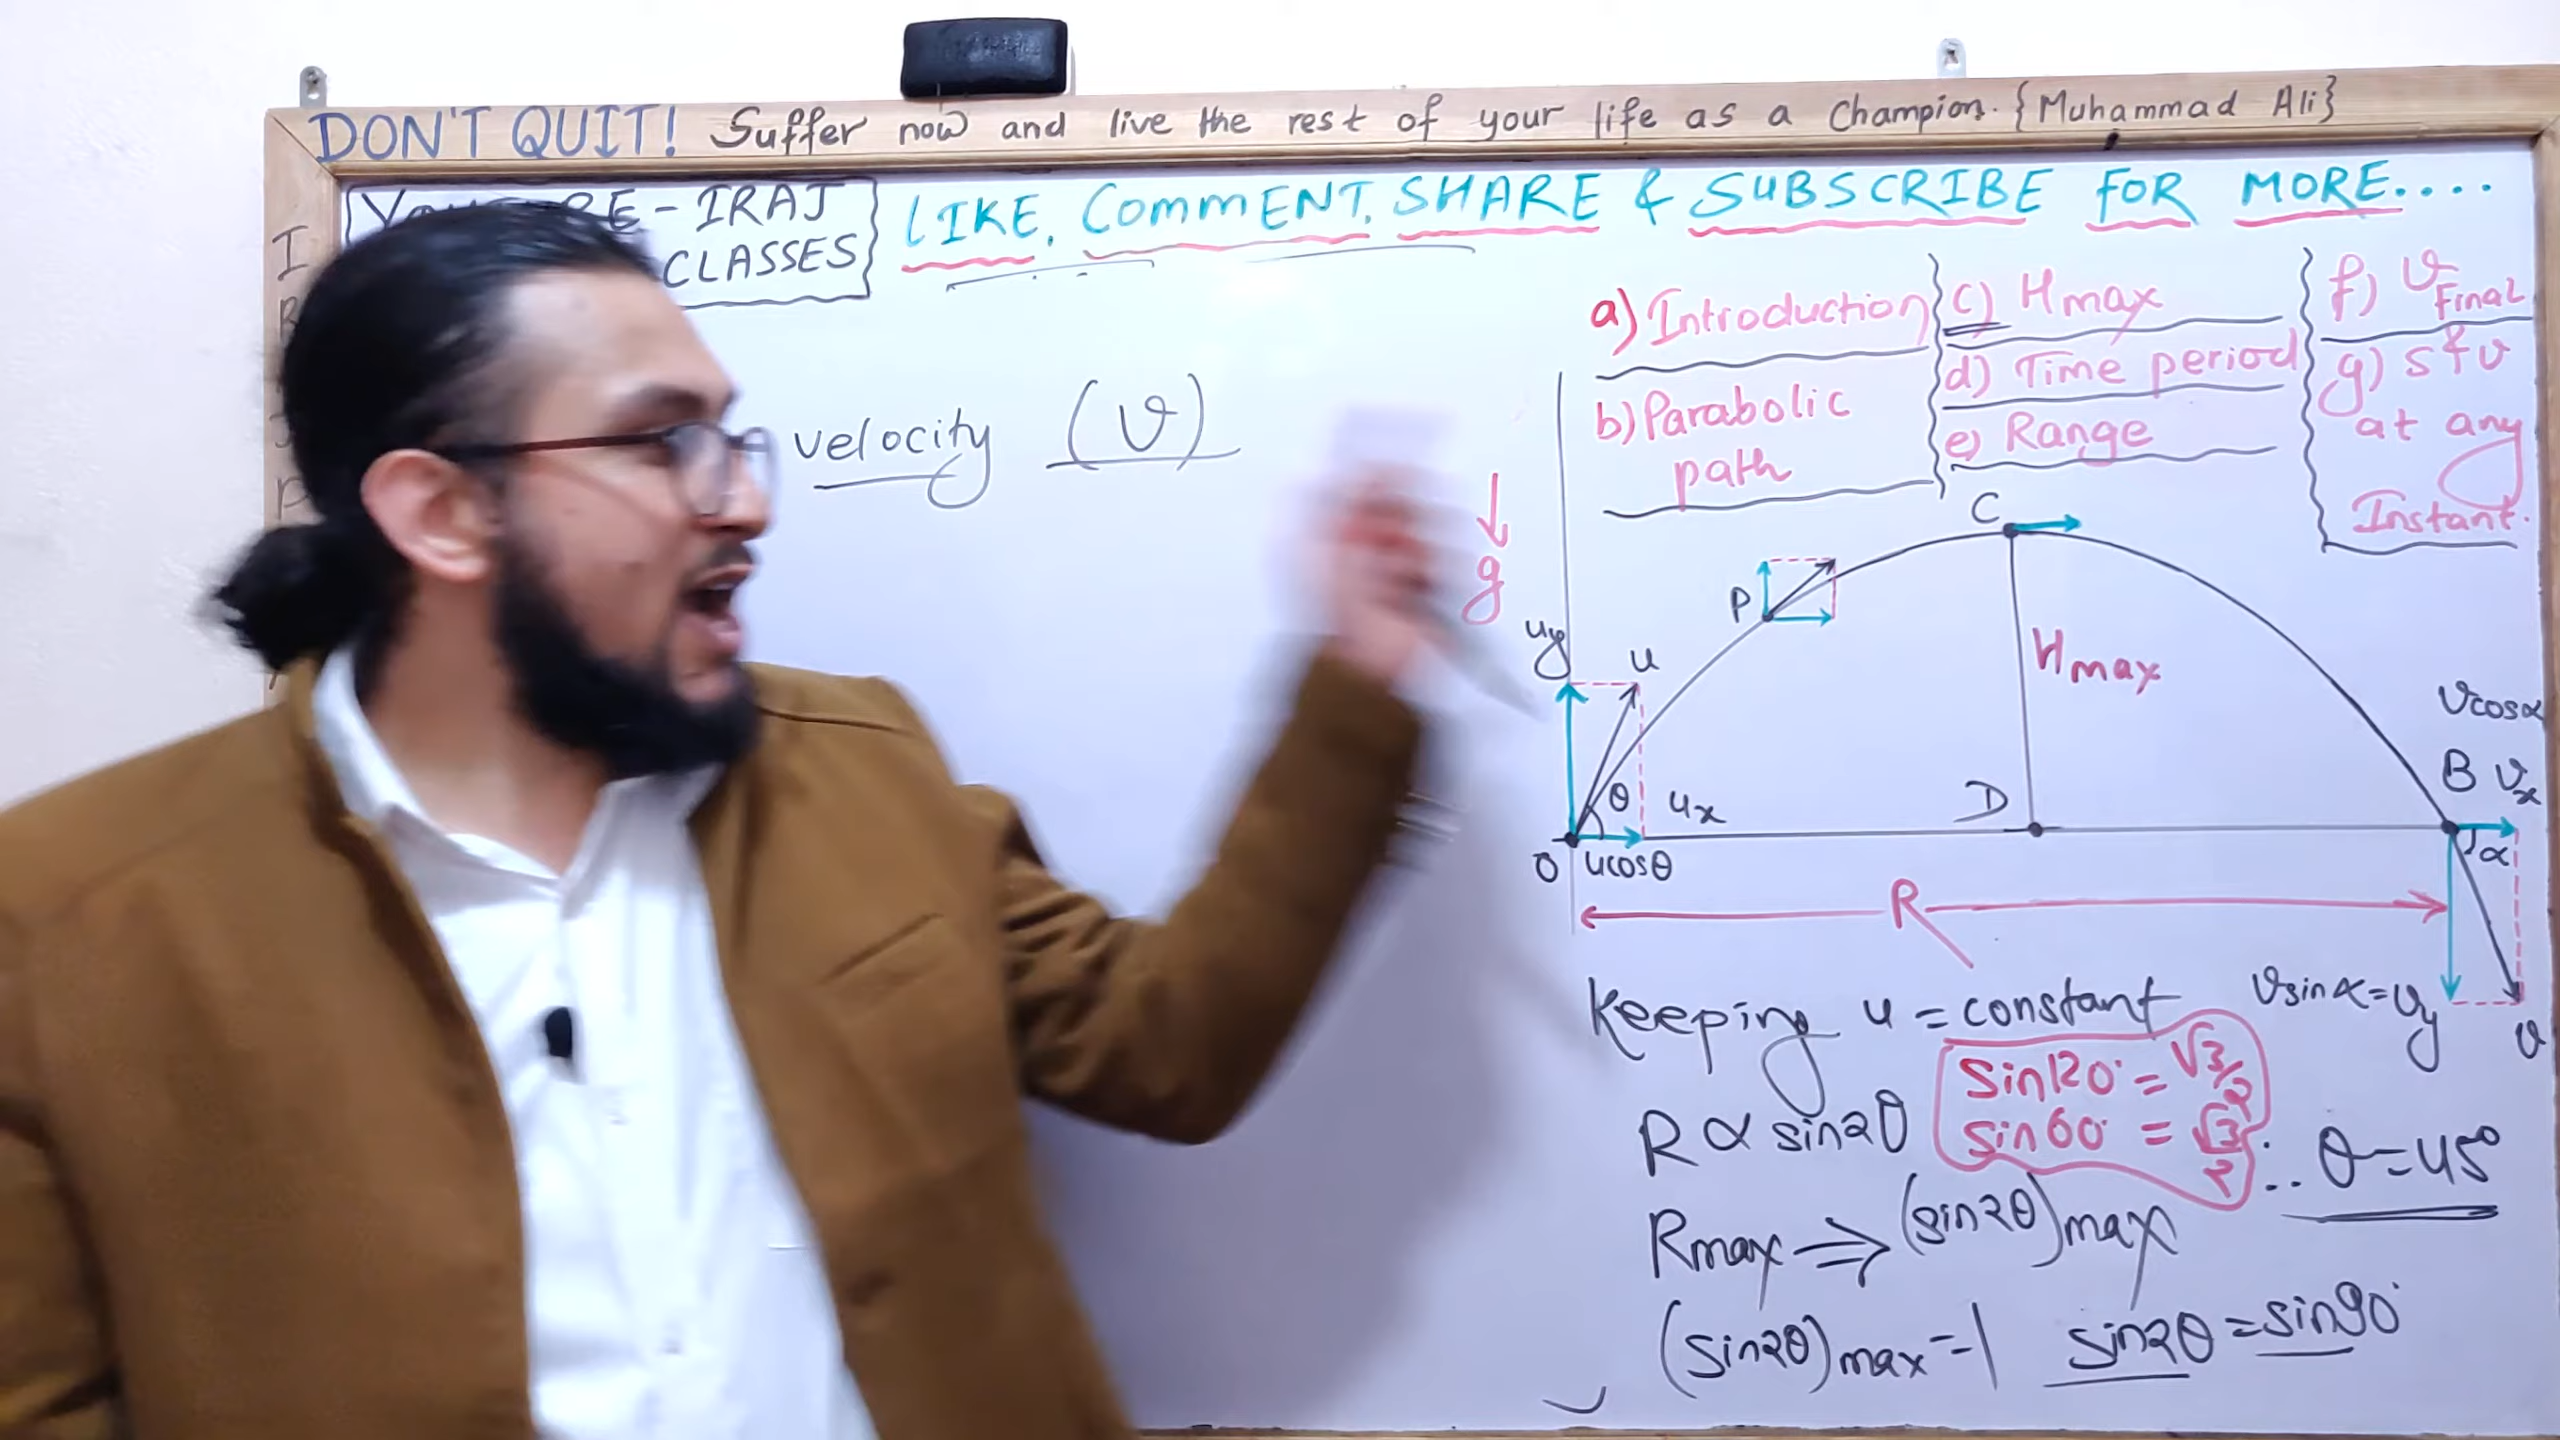 DON'T QUIT! Suffer now and live the rest of your life as a Champion. {Muhammad Ali}
RE-IRAJ
CLASSES
LIKE, COMMENT, SHARE & SUBSCRIBE FOR MORE....
velocity (v)
a) Introduction
b) Parabolic
path
c) Hmax
d) Time period
e) Range
f) vFinal
g) s & v
at any
Instant.
↓
g
C
P
uy
u
Hmax
θ
ux
D
O
ucosθ
vcosα
B vx
α
R
vsinα=vy
v
Keeping u = constant
R ∝ sin2θ
Sin120° = √3/2
Sin60° = √3/2
∴ θ=45°
Rmax ⇒ (sin2θ)max
(sin2θ)max=1 sin2θ = sin90°